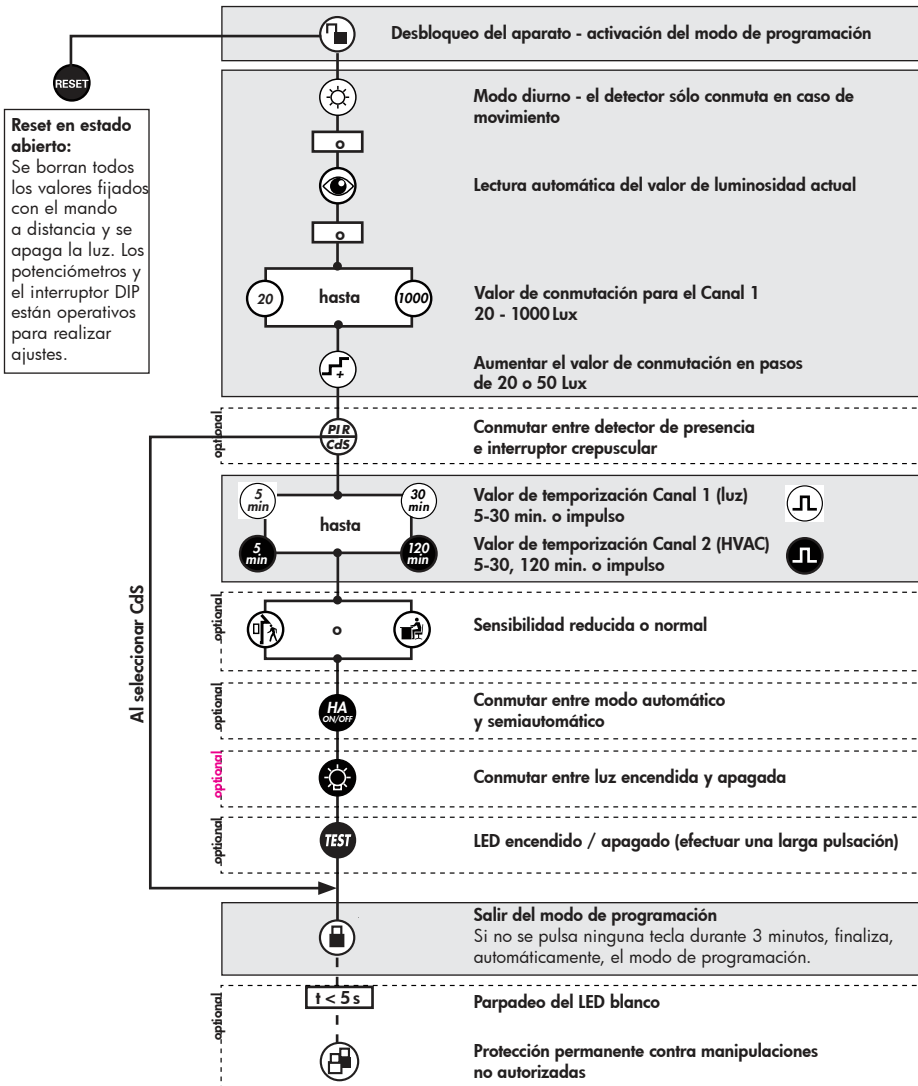 Desbloqueo del aparato - activación del modo de programación
RESET
Reset en estado
abierto:
Se borran todos
los valores fijados
con el mando
a distancia y se
apaga la luz. Los
potenciómetros y
el interruptor DIP
están operativos
para realizar
ajustes.
Modo diurno - el detector sólo conmuta en caso de
movimiento
o
Lectura automática del valor de luminosidad actual
o
20 hasta 1000
Valor de conmutación para el Canal 1
20 - 1000 Lux
+
Aumentar el valor de conmutación en pasos
de 20 o 50 Lux
optional
PIR
CdS
Conmutar entre detector de presencia
e interruptor crepuscular
5
min
30
min
hasta
5
min
120
min
Valor de temporización Canal 1 (luz)
5-30 min. o impulso
Valor de temporización Canal 2 (HVAC)
5-30, 120 min. o impulso
Al seleccionar CdS
optional
o
Sensibilidad reducida o normal
optional
HA
ON/OFF
Conmutar entre modo automático
y semiautomático
optional
Conmutar entre luz encendida y apagada
optional
TEST
LED encendido / apagado (efectuar una larga pulsación)
Salir del modo de programación
Si no se pulsa ninguna tecla durante 3 minutos, finaliza,
automáticamente, el modo de programación.
optional
t < 5 s
Parpadeo del LED blanco
Protección permanente contra manipulaciones
no autorizadas